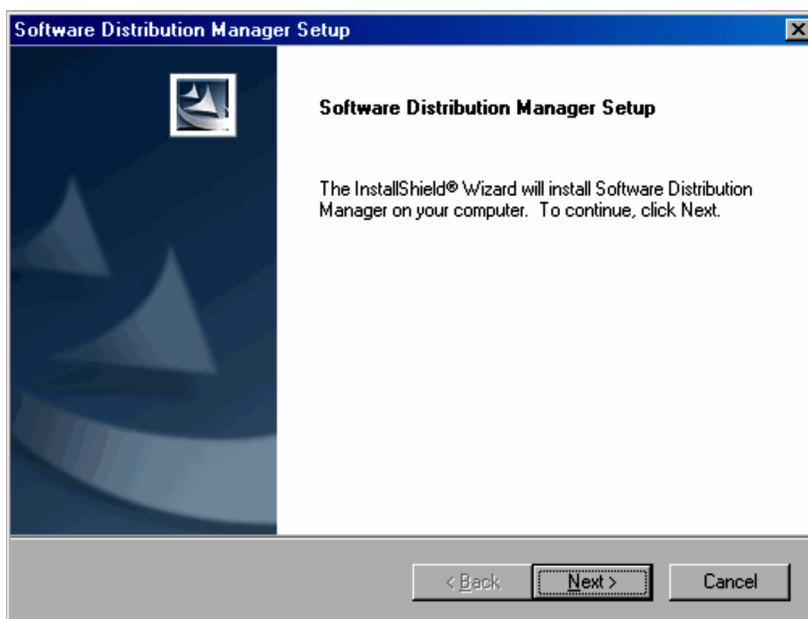 Software Distribution Manager Setup
Software Distribution Manager Setup
The InstallShield® Wizard will install Software Distribution
Manager on your computer. To continue, click Next.
< Back
Next >
Cancel